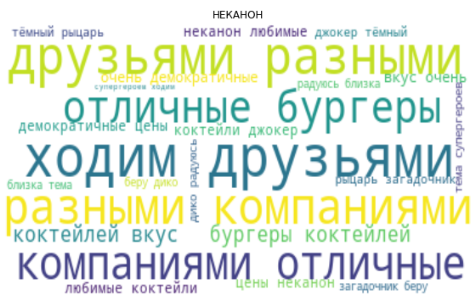 НЕКАНОН
тёмный рыцарь
неканон любимые
джокер тёмный
друзьями разными
очень демократичные
супергероев ходим
радуюсь близка
вкус очень
отличные бургеры
тема супергероев
демократичные цены
коктейли джокер
ходим друзьями
дико радуюсь
рыцарь загадочник
близка тема
беру дико
разными компаниями
коктейлей вкус
бургеры коктейлей
компаниями отличные
любимые коктейли
цены неканон
загадочник беру